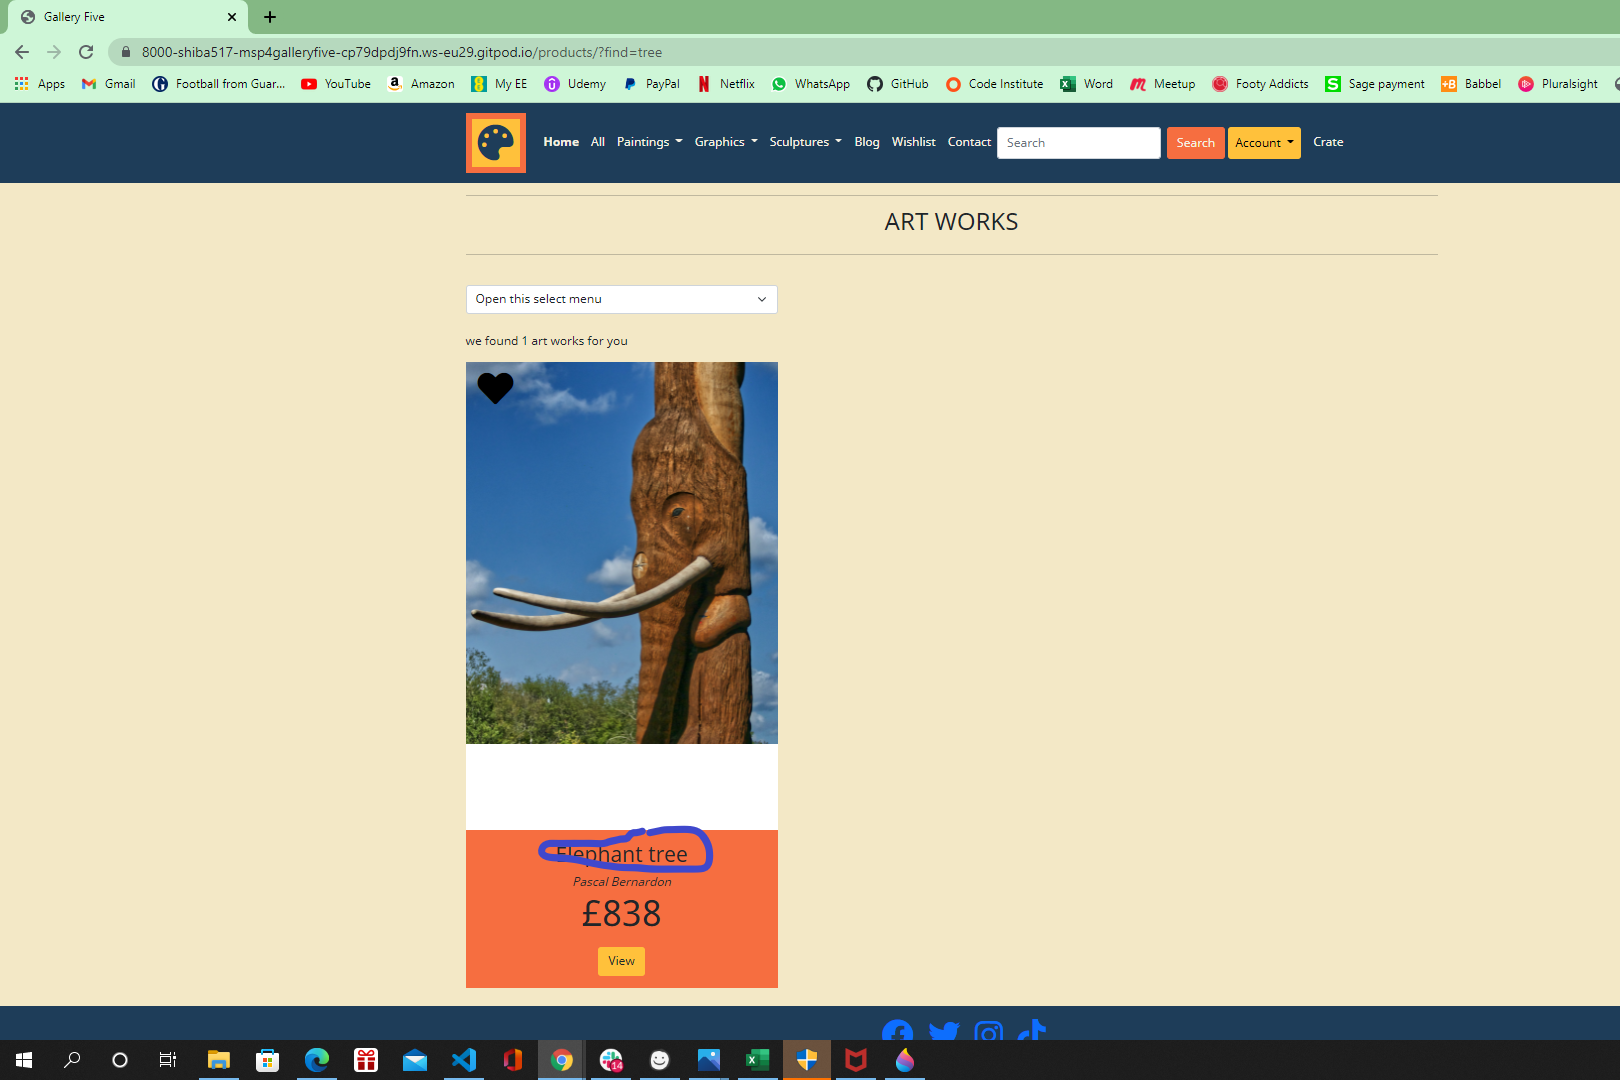 Gallery Five
8000-shiba517-msp4galleryfive-cp79dpdj9fn.ws-eu29.gitpod.io/products/?find=tree
Apps Gmail Football from Guar... YouTube Amazon My EE Udemy PayPal Netflix WhatsApp GitHub Code Institute Word Meetup Footy Addicts Sage payment Babbel Pluralsight
Home All Paintings Graphics Sculptures Blog Wishlist Contact Search Search Account Crate
ART WORKS
Open this select menu
we found 1 art works for you
Elephant tree
Pascal Bernardon
£838
View
14